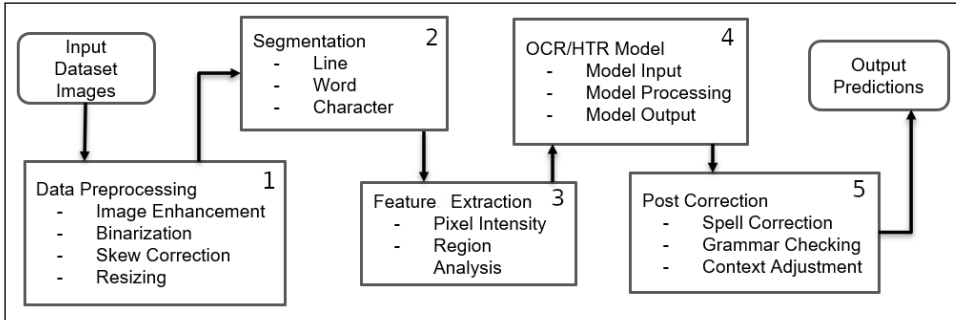 Input
Dataset
Images
1
Data Preprocessing
- Image Enhancement
- Binarization
- Skew Correction
- Resizing
2
Segmentation
- Line
- Word
- Character
3
Feature Extraction
- Pixel Intensity
- Region
Analysis
4
OCR/HTR Model
- Model Input
- Model Processing
- Model Output
5
Post Correction
- Spell Correction
- Grammar Checking
- Context Adjustment
Output
Predictions